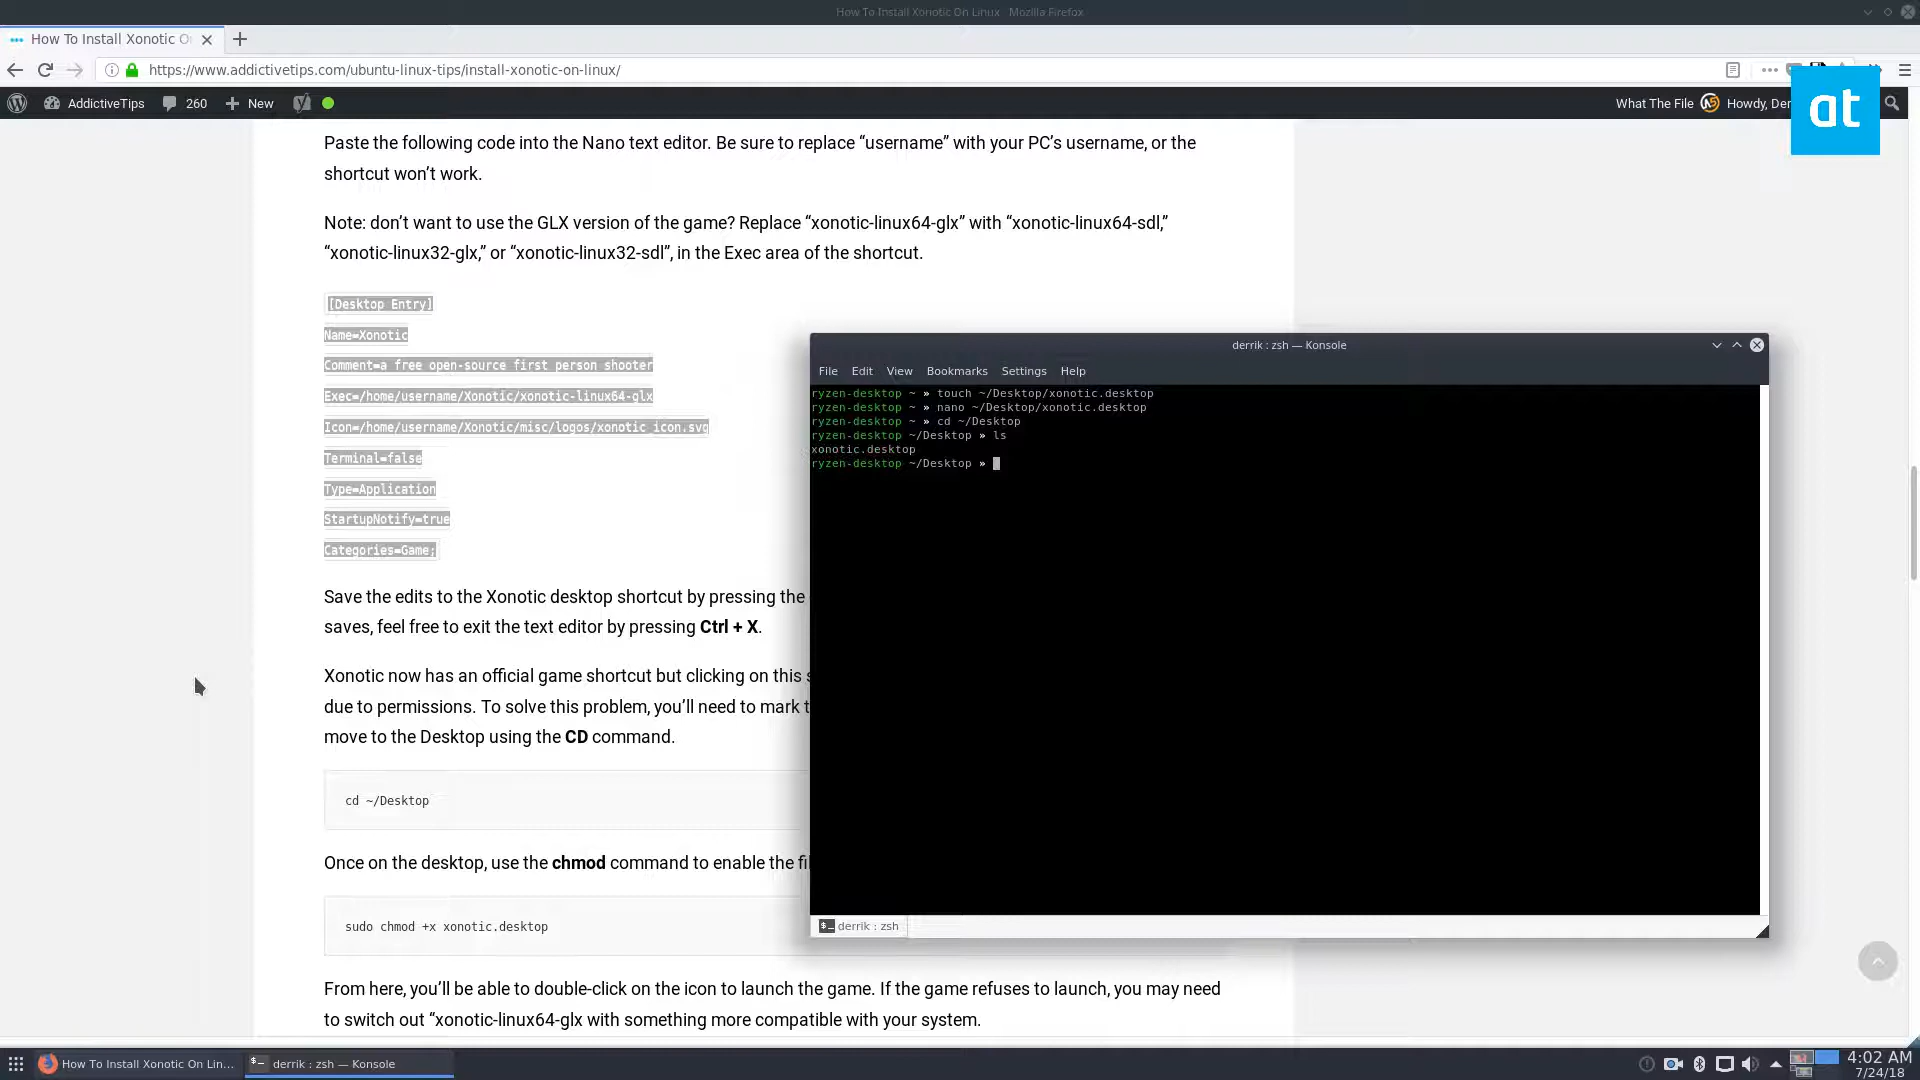 How To Install Xonotic On Linux - Mozilla Firefox
How To Install Xonotic O
https://www.addictivetips.com/ubuntu-linux-tips/install-xonotic-on-linux/
AddictiveTips 260 New What The File Howdy, Der
at
Paste the following code into the Nano text editor. Be sure to replace “username” with your PC’s username, or the
shortcut won’t work.
Note: don’t want to use the GLX version of the game? Replace “xonotic-linux64-glx” with “xonotic-linux64-sdl,”
“xonotic-linux32-glx,” or “xonotic-linux32-sdl”, in the Exec area of the shortcut.
[Desktop Entry]
Name=Xonotic
Comment=a free open-source first person shooter
Exec=/home/username/Xonotic/xonotic-linux64-glx
Icon=/home/username/Xonotic/misc/logos/xonotic_icon.svg
Terminal=false
Type=Application
StartupNotify=true
Categories=Game;
Save the edits to the Xonotic desktop shortcut by pressing the
saves, feel free to exit the text editor by pressing Ctrl + X.
Xonotic now has an official game shortcut but clicking on this
due to permissions. To solve this problem, you’ll need to mark
move to the Desktop using the CD command.
cd ~/Desktop
Once on the desktop, use the chmod command to enable the
sudo chmod +x xonotic.desktop
From here, you’ll be able to double-click on the icon to launch the game. If the game refuses to launch, you may need
to switch out “xonotic-linux64-glx with something more compatible with your system.
derrik : zsh — Konsole
File Edit View Bookmarks Settings Help
ryzen-desktop ~ » touch ~/Desktop/xonotic.desktop
ryzen-desktop ~ » nano ~/Desktop/xonotic.desktop
ryzen-desktop ~ » cd ~/Desktop
ryzen-desktop ~/Desktop » ls
xonotic.desktop
ryzen-desktop ~/Desktop »
derrik : zsh
How To Install Xonotic On Lin...
derrik : zsh — Konsole
4:02 AM
7/24/18